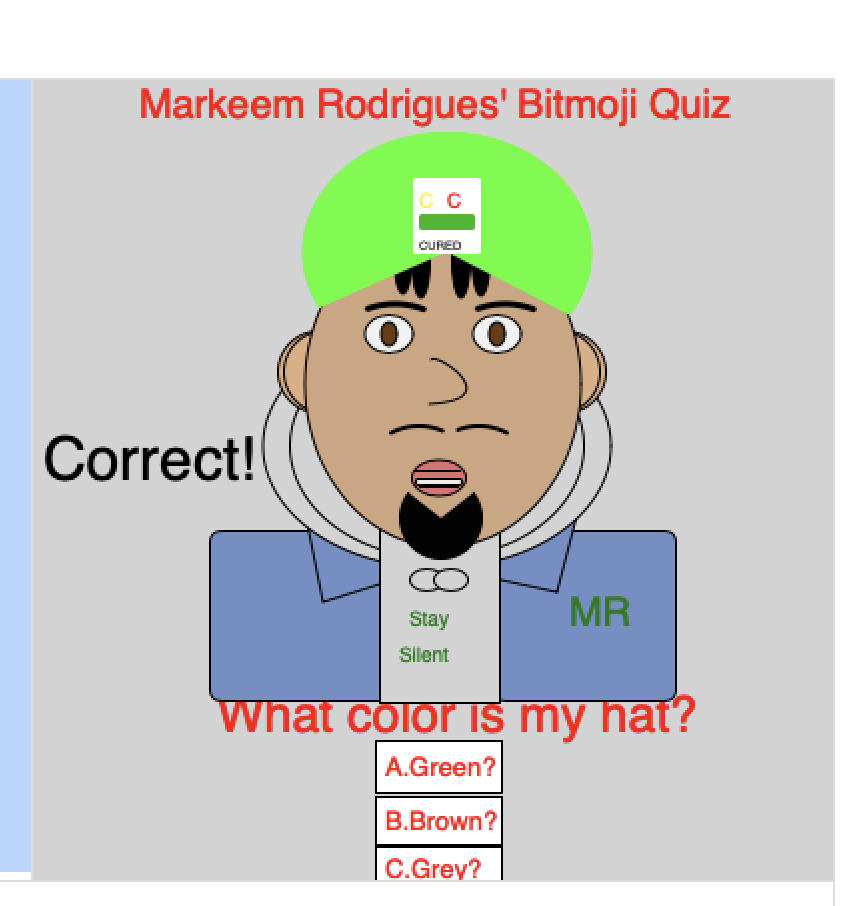 Markeem Rodrigues' Bitmoji Quiz
C C
CURED
Correct!
MR
Stay
Silent
What color is my hat?
A.Green?
B.Brown?
C.Grey?